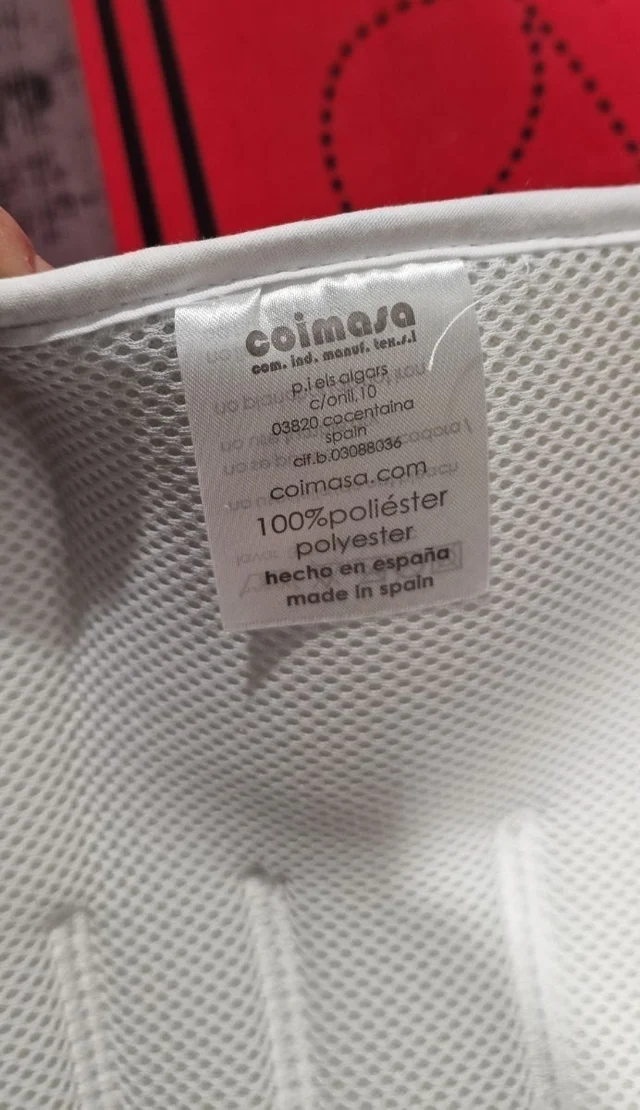 coimasa
com. ind. manuf. tex.s.l
p.i els algars
c/onil,10
03820 cocentaina
spain
cif.b.03088036
coimasa.com
100%poliéster
polyester
hecho en españa
made in spain